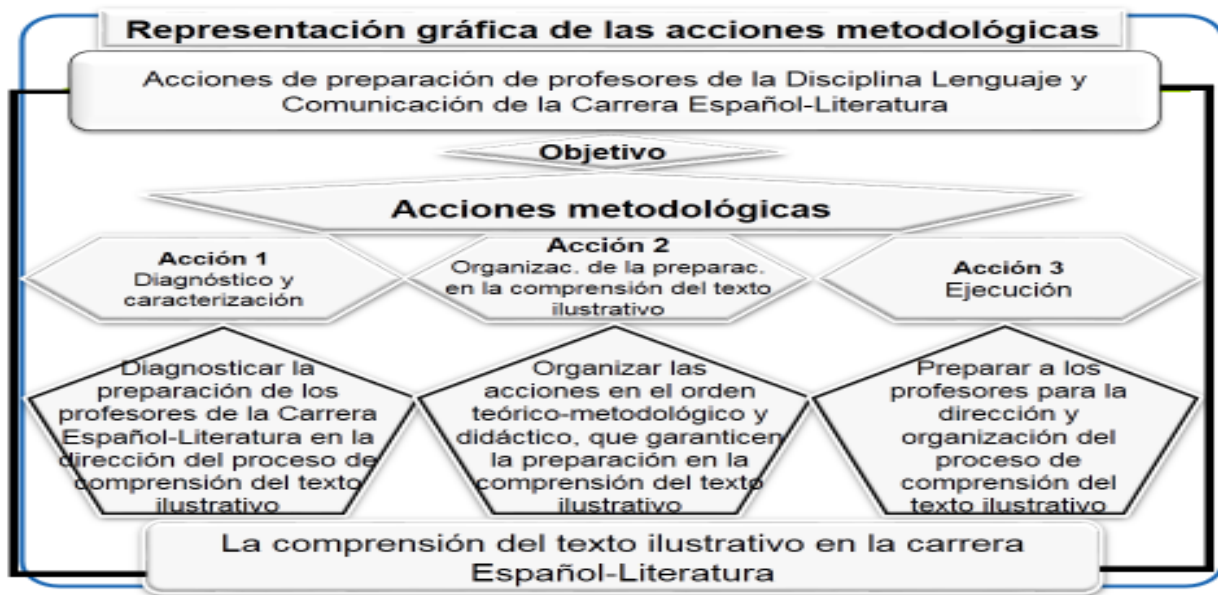 Representación gráfica de las acciones metodológicas
Acciones de preparación de profesores de la Disciplina Lenguaje y
Comunicación de la Carrera Español-Literatura
Objetivo
Acciones metodológicas
Acción 1
Diagnóstico y
caracterización
Acción 2
Organizac. de la preparac.
en la comprensión del texto
ilustrativo
Acción 3
Ejecución
Diagnosticar la
preparación de los
profesores de la Carrera
Español-Literatura en la
dirección del proceso de
comprensión del texto
ilustrativo
Organizar las
acciones en el orden
teórico-metodológico y
didáctico, que garanticen
la preparación en la
comprensión del texto
ilustrativo
Preparar a los
profesores para la
dirección y
organización del
proceso de
comprensión del
texto ilustrativo
La comprensión del texto ilustrativo en la carrera
Español-Literatura